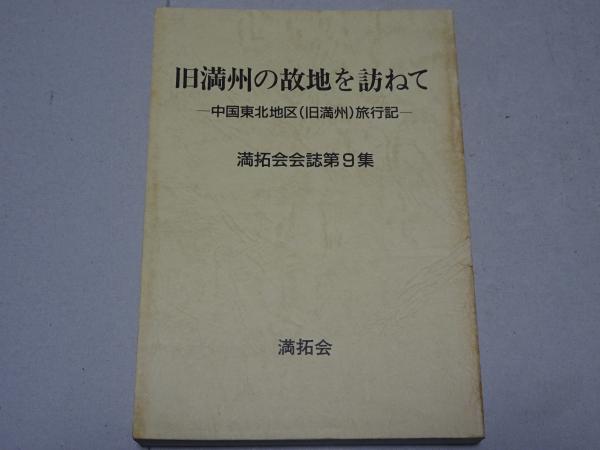 旧満州の故地を訪ねて
—中国東北地区(旧満州)旅行記—
満拓会会誌第9集
満拓会